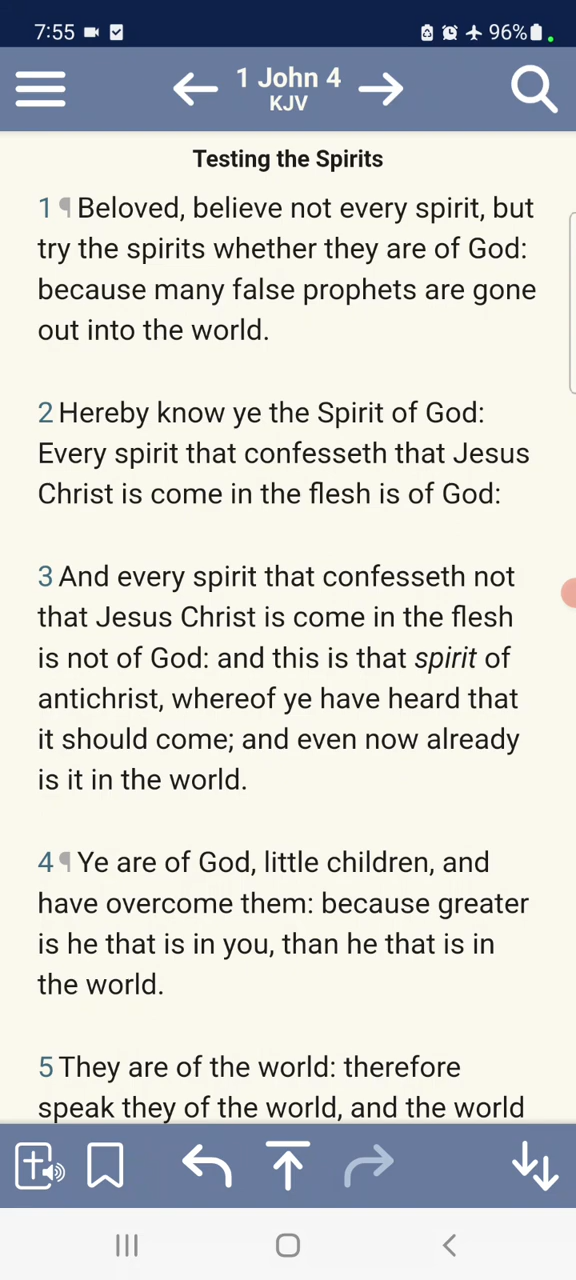 7:55 96%
1 John 4
KJV
Testing the Spirits
1 ¶ Beloved, believe not every spirit, but
try the spirits whether they are of God:
because many false prophets are gone
out into the world.
2 Hereby know ye the Spirit of God:
Every spirit that confesseth that Jesus
Christ is come in the flesh is of God:
3 And every spirit that confesseth not
that Jesus Christ is come in the flesh
is not of God: and this is that spirit of
antichrist, whereof ye have heard that
it should come; and even now already
is it in the world.
4 ¶ Ye are of God, little children, and
have overcome them: because greater
is he that is in you, than he that is in
the world.
5 They are of the world: therefore
speak they of the world, and the world